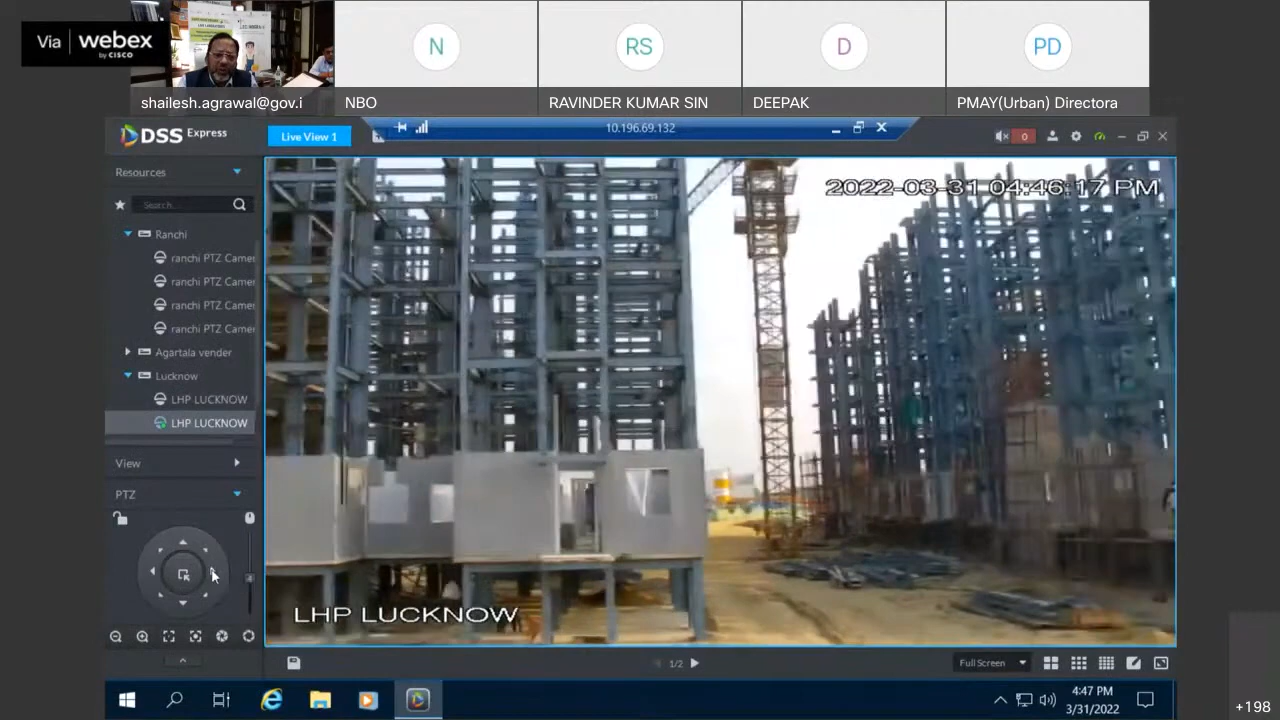 Via webex
by CISCO
N
RS
D
PD
shailesh.agrawal@gov.i
NBO
RAVINDER KUMAR SIN
DEEPAK
PMAY(Urban) Directora
DSS Express
Live View 1
10.196.69.132
0
Resources
Search...
2022-03-31 04:46:17 PM
Ranchi
ranchi PTZ Camer
ranchi PTZ Camer
ranchi PTZ Camer
ranchi PTZ Camer
Agartala vender
Lucknow
LHP LUCKNOW
LHP LUCKNOW
View
PTZ
4
LHP LUCKNOW
1/2
Full Screen
4:47 PM
3/31/2022
+198